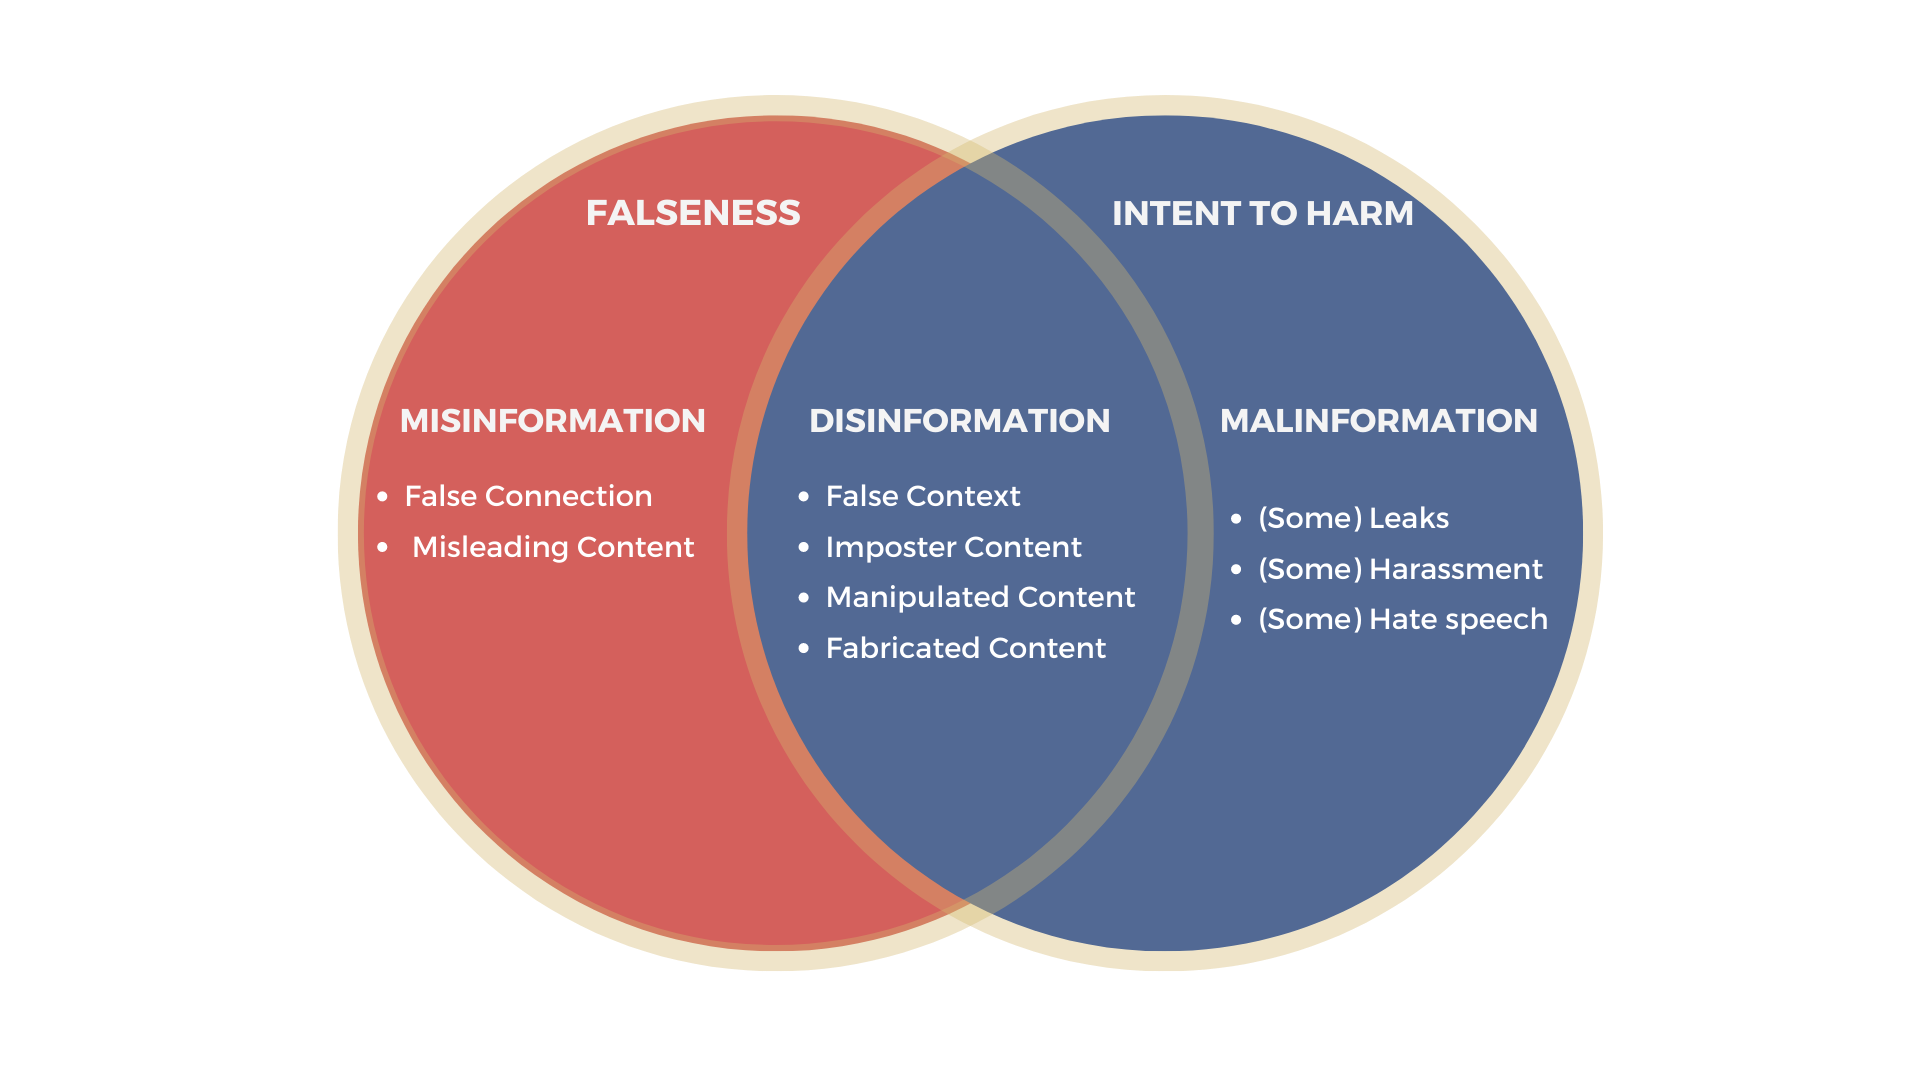 FALSENESS
INTENT TO HARM
MISINFORMATION
• False Connection
• Misleading Content
DISINFORMATION
• False Context
• Imposter Content
• Manipulated Content
• Fabricated Content
MALINFORMATION
• (Some) Leaks
• (Some) Harassment
• (Some) Hate speech